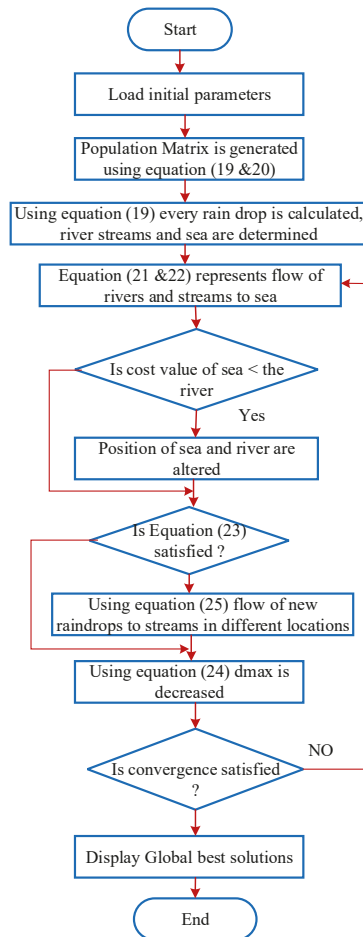 Start
Load initial parameters
Population Matrix is generated
using equation (19 &20)
Using equation (19) every rain drop is calculated,
river streams and sea are determined
Equation (21 &22) represents flow of
rivers and streams to sea
Is cost value of sea < the
river
Yes
Position of sea and river are
altered
Is Equation (23)
satisfied ?
Using equation (25) flow of new
raindrops to streams in different locations
Using equation (24) dmax is
decreased
NO
Is convergence satisfied
?
Display Global best solutions
End